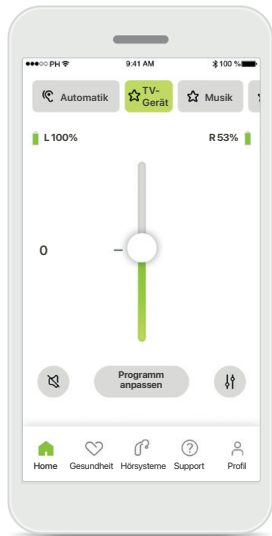 PH 9:41 AM 100 %
Automatik TV-Gerät Musik
L 100% R 53%
0
Programm
anpassen
Home Gesundheit Hörsysteme Support Profil